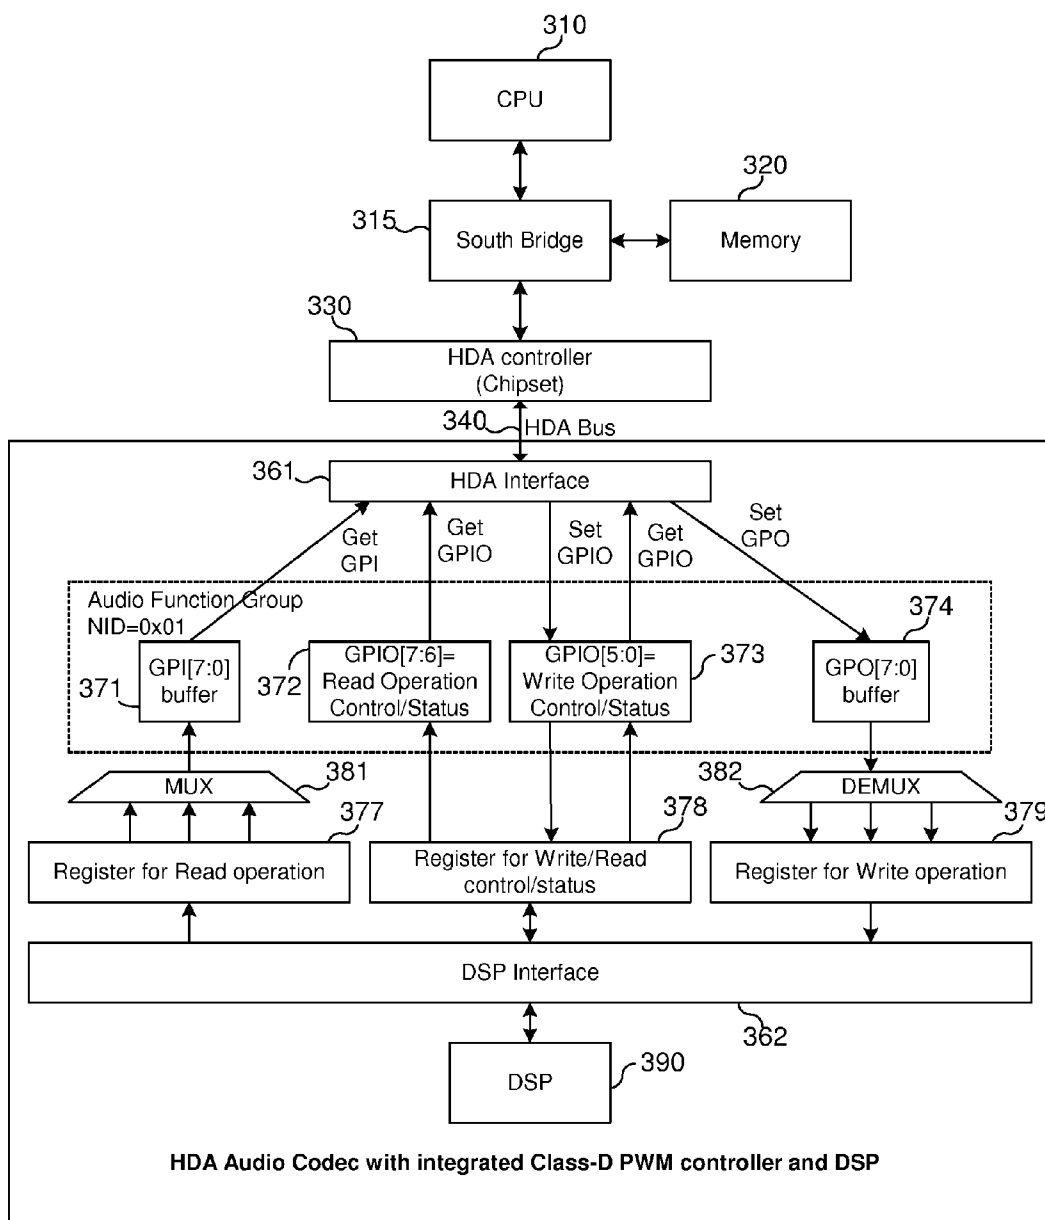 310
CPU
320
315
South Bridge
Memory
330
HDA controller
(Chipset)
340
HDA Bus
361
HDA Interface
Get
GPI
Get
GPIO
Set
GPIO
Get
GPIO
Set
GPO
Audio Function Group
NID=0x01
374
371
GPI[7:0]
buffer
372
GPIO[7:6]=
Read Operation
Control/Status
GPIO[5:0]=
Write Operation
Control/Status
373
GPO[7:0]
buffer
MUX
381
382
DEMUX
377
378
379
Register for Read operation
Register for Write/Read
control/status
Register for Write operation
DSP Interface
362
DSP
390
HDA Audio Codec with integrated Class-D PWM controller and DSP